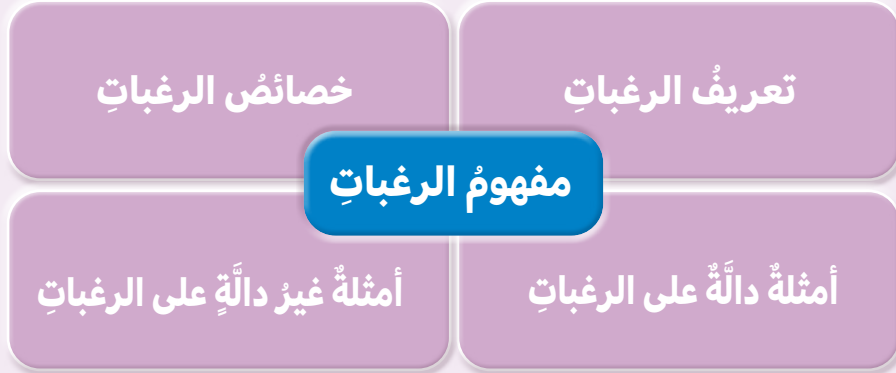 تعريفُ الرغباتِ
خصائصُ الرغباتِ
مفهومُ الرغباتِ
أمثلةٌ دالَّةٌ على الرغباتِ
أمثلةٌ غيرُ دالَّةٍ على الرغباتِ